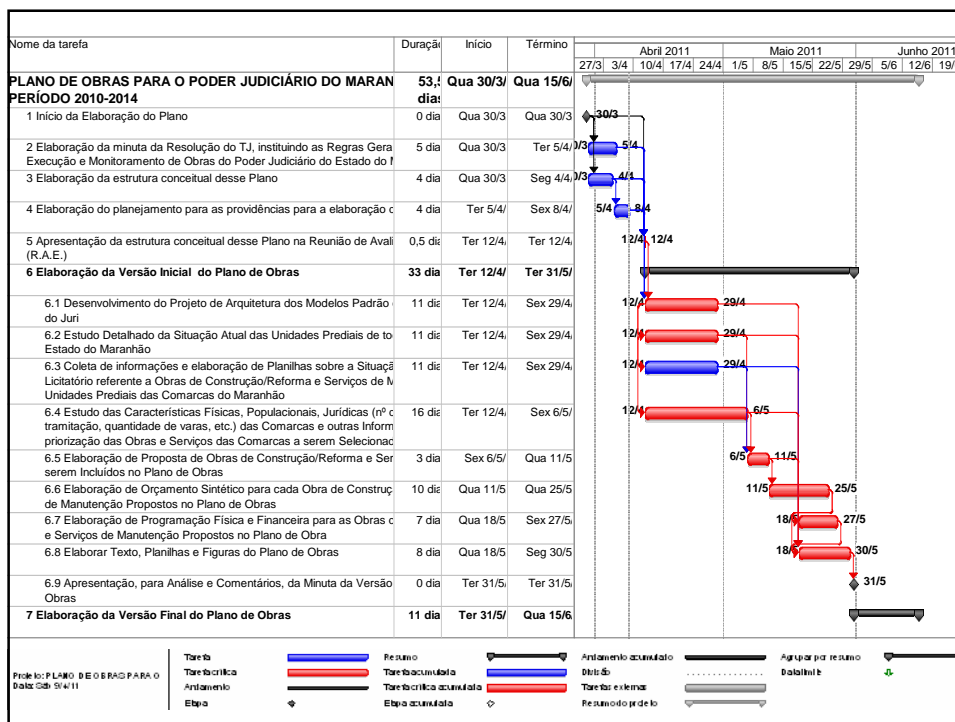 Nome da tarefa Duraçã Início Término
Abril 2011 Maio 2011 Junho 2011
27/3 3/4 10/4 17/4 24/4 1/5 8/5 15/5 22/5 29/5 5/6 12/6 19/
PLANO DE OBRAS PARA O PODER JUDICIÁRIO DO MARAN 53, Qua 30/3/ Qua 15/6/
PERÍODO 2010-2014 dia
1 Início da Elaboração do Plano 0 dia Qua 30/3 Qua 30/3 30/3
2 Elaboração da minuta da Resolução do TJ, instituindo as Regras Gera 5 dia Qua 30/3 Ter 5/4/ 0/3 5/4
Execução e Monitoramento de Obras do Poder Judiciário do Estado do
3 Elaboração da estrutura conceitual desse Plano 4 dia Qua 30/3 Seg 4/4/ 0/3 4/4
4 Elaboração do planejamento para as providências para a elaboração 4 dia Ter 5/4/ Sex 8/4/ 5/4 8/4
5 Apresentação da estrutura conceitual desse Plano na Reunião de Avali 0,5 dia Ter 12/4/ Ter 12/4/ 12/4 12/4
(R.A.E.)
6 Elaboração da Versão Inicial do Plano de Obras 33 dia Ter 12/4/ Ter 31/5/
6.1 Desenvolvimento do Projeto de Arquitetura dos Modelos Padrão 11 dia Ter 12/4/ Sex 29/4/ 12/4 29/4
do Juri
6.2 Estudo Detalhado da Situação Atual das Unidades Prediais de to 11 dia Ter 12/4/ Sex 29/4/ 12/4 29/4
Estado do Maranhão
6.3 Coleta de informações e elaboração de Planilhas sobre a Situaçã 11 dia Ter 12/4/ Sex 29/4/ 12/4 29/4
Licitatório referente a Obras de Construção/Reforma e Serviços de M
Unidades Prediais das Comarcas do Maranhão
6.4 Estudo das Características Físicas, Populacionais, Jurídicas (nº 16 dia Ter 12/4/ Sex 6/5/ 12/4 6/5
tramitação, quantidade de varas, etc.) das Comarcas e outras Inform
priorização das Obras e Serviços das Comarcas a serem Selecionac
6.5 Elaboração de Proposta de Obras de Construção/Reforma e Ser 3 dia Sex 6/5/ Qua 11/5 6/5 11/5
serem Incluídos no Plano de Obras
6.6 Elaboração de Orçamento Sintético para cada Obra de Construç 10 dia Qua 11/5 Qua 25/5 11/5 25/5
de Manutenção Propostos no Plano de Obras
6.7 Elaboração de Programação Física e Financeira para as Obras 7 dia Qua 18/5 Sex 27/5/ 18/5 27/5
e Serviços de Manutenção Propostos no Plano de Obra
6.8 Elaborar Texto, Planilhas e Figuras do Plano de Obras 8 dia Qua 18/5 Seg 30/5 18/5 30/5
6.9 Apresentação, para Análise e Comentários, da Minuta da Versão 0 dia Ter 31/5/ Ter 31/5/ 31/5
Obras
7 Elaboração da Versão Final do Plano de Obras 11 dia Ter 31/5/ Qua 15/6
Projeto: PLANO DE OBRAS PARA O
Data: Sáb 9/4/11
Tarefa Resumo Andamento acumulado Agrupar por resumo
Tarefa crítica Tarefa acumulada Divisão Data limite
Andamento Tarefa crítica acumulada Tarefas externas
Etapa Etapa acumulada Resumo do projeto